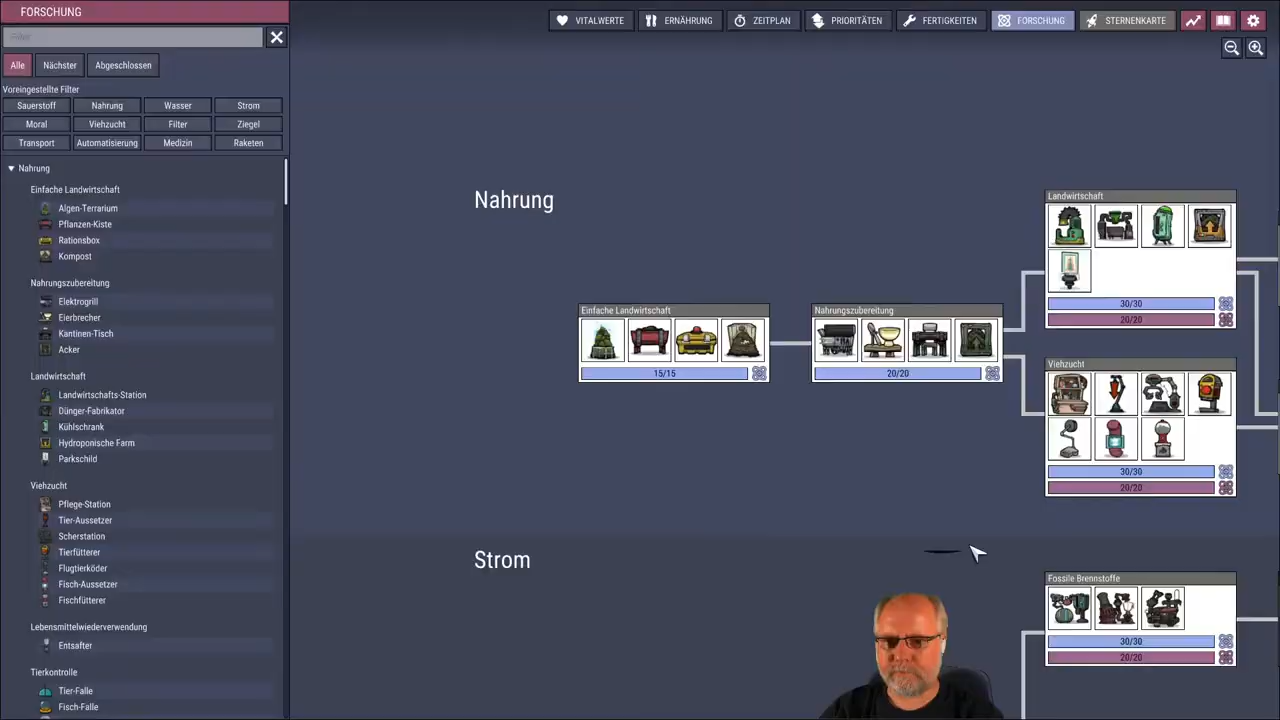 FORSCHUNG
Filter
Alle
Nächster
Abgeschlossen
Voreingestellte Filter
Sauerstoff
Nahrung
Wasser
Strom
Moral
Viehzucht
Filter
Ziegel
Transport
Automatisierung
Medizin
Raketen
Nahrung
Einfache Landwirtschaft
Algen-Terrarium
Pflanzen-Kiste
Rationsbox
Kompost
Nahrungszubereitung
Elektrogrill
Eierbrecher
Kantinen-Tisch
Acker
Landwirtschaft
Landwirtschafts-Station
Dünger-Fabrikator
Kühlschrank
Hydroponische Farm
Parkschild
Viehzucht
Pflege-Station
Tier-Aussetzer
Scherstation
Tierfütterer
Flugtierköder
Fisch-Aussetzer
Fischfütterer
Lebensmittelwiederverwendung
Entsafter
Tierkontrolle
Tier-Falle
Fisch-Falle
VITALWERTE
ERNÄHRUNG
ZEITPLAN
PRIORITÄTEN
FERTIGKEITEN
FORSCHUNG
STERNENKARTE
Nahrung
Einfache Landwirtschaft
15/15
Nahrungszubereitung
20/20
Landwirtschaft
30/30
20/20
Viehzucht
30/30
20/20
Strom
Fossile Brennstoffe
30/30
20/20